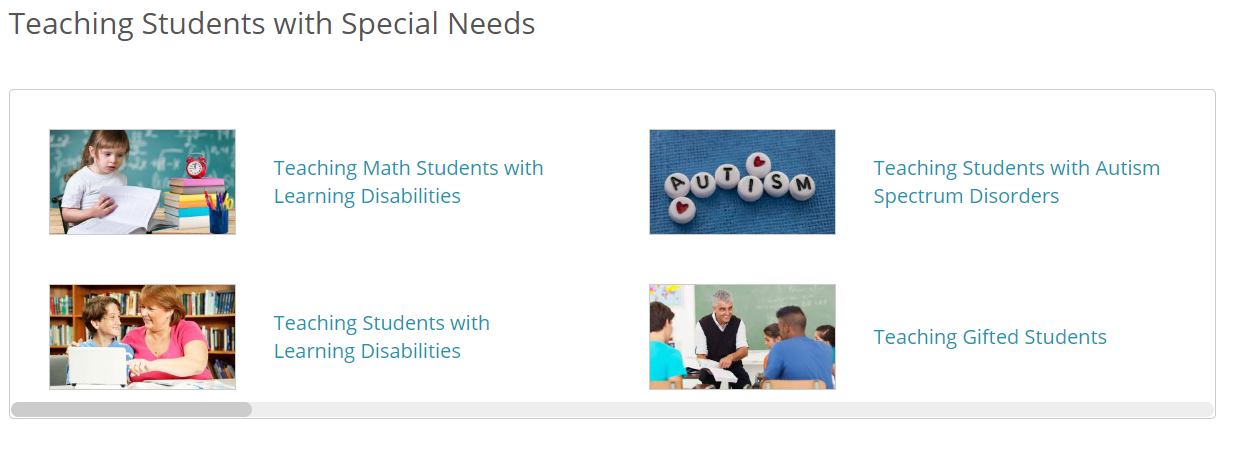 Teaching Students with Special Needs
Teaching Math Students with
Learning Disabilities
AUTISM
Teaching Students with Autism
Spectrum Disorders
Teaching Students with
Learning Disabilities
Teaching Gifted Students